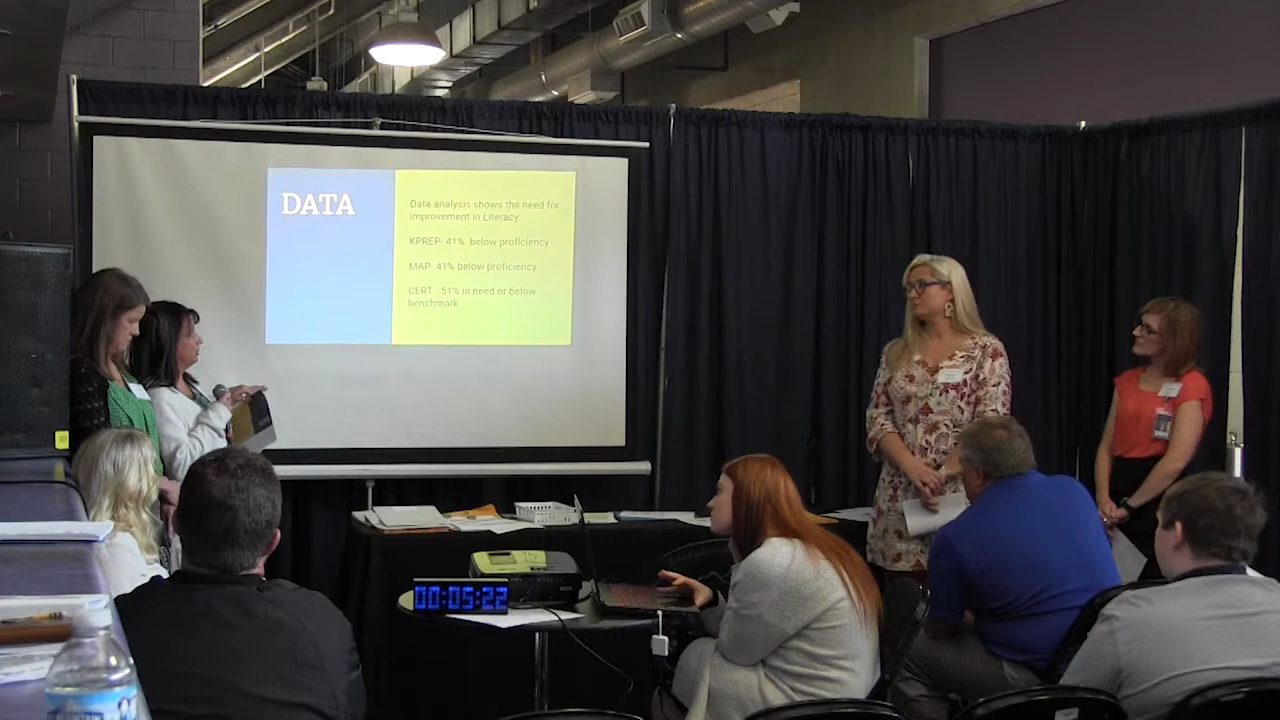 DATA
Data analysis shows the need for
improvement in Literacy:
KPREP- 41% below proficiency
MAP- 41% below proficiency
CERT - 51% in need or below
benchmark
00:05:22